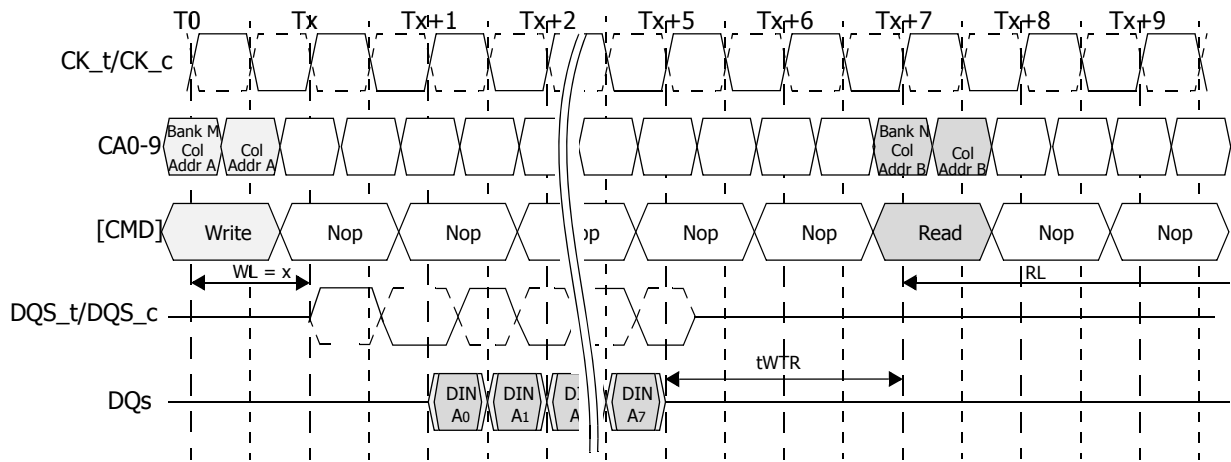 T0 Tx Tx+1 Tx+2 Tx+5 Tx+6 Tx+7 Tx+8 Tx+9
CK_t/CK_c
CA0-9
Bank M
Col
Addr A
Col
Addr A
Bank N
Col
Addr B
Col
Addr B
[CMD]
Write Nop Nop op Nop Nop Read Nop Nop
WL = x
RL
DQS_t/DQS_c
tWTR
DQs
DIN
A0
DIN
A1
DI
A
DIN
A7